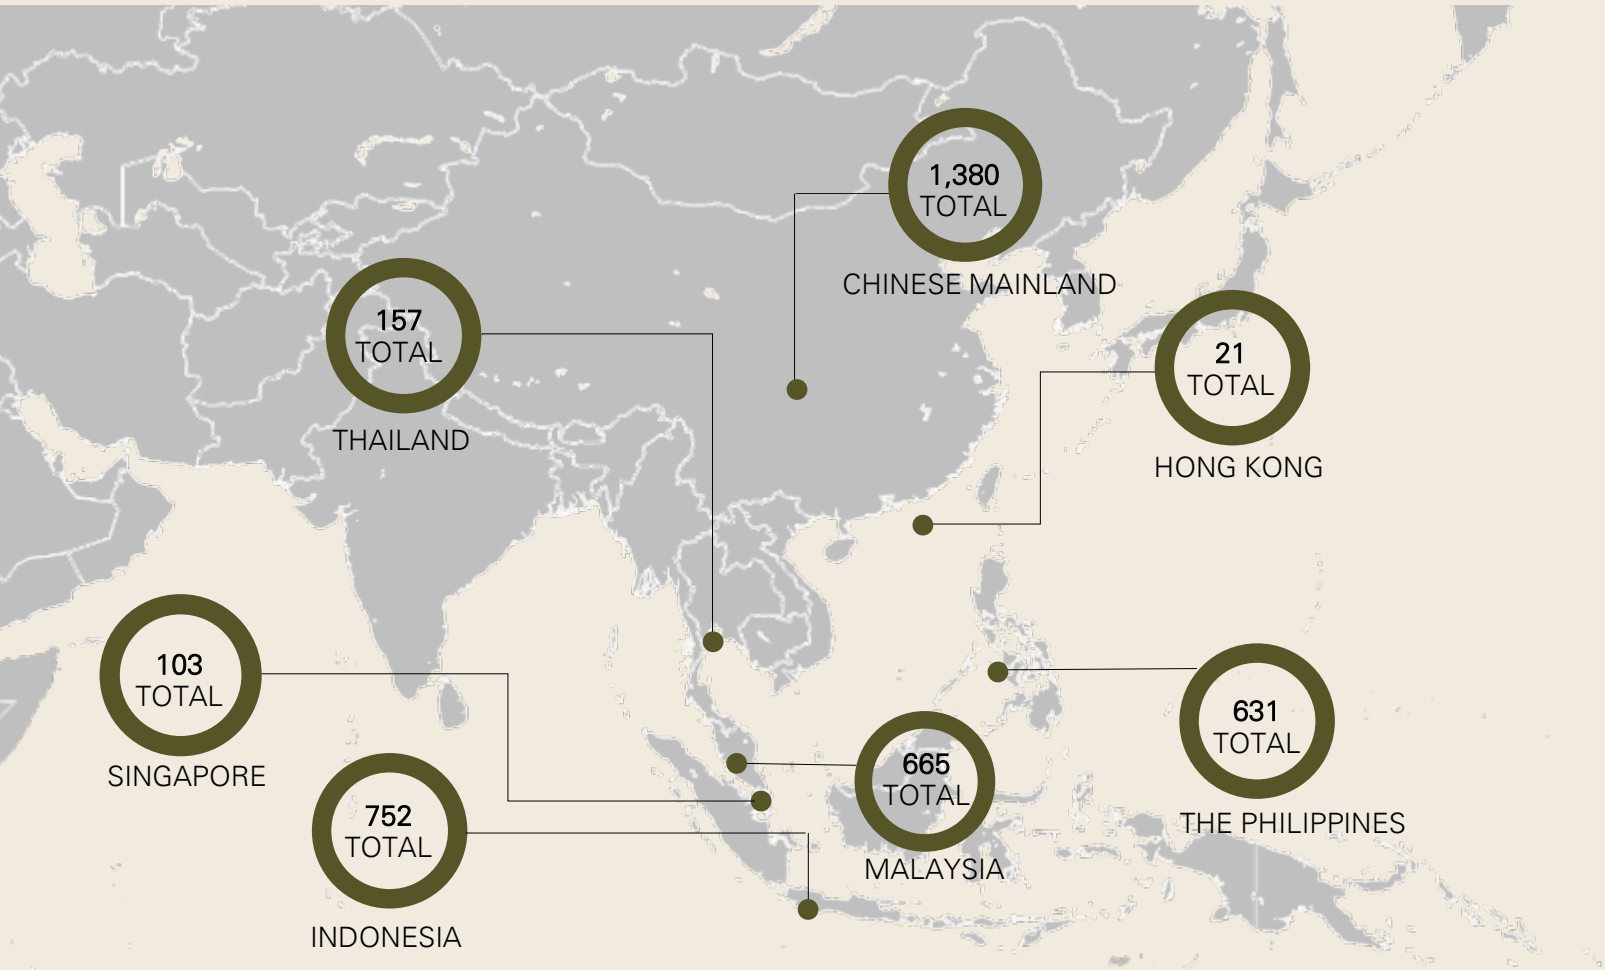 1,380
TOTAL
CHINESE MAINLAND
157
TOTAL
THAILAND
21
TOTAL
HONG KONG
103
TOTAL
SINGAPORE
631
TOTAL
THE PHILIPPINES
665
TOTAL
MALAYSIA
752
TOTAL
INDONESIA